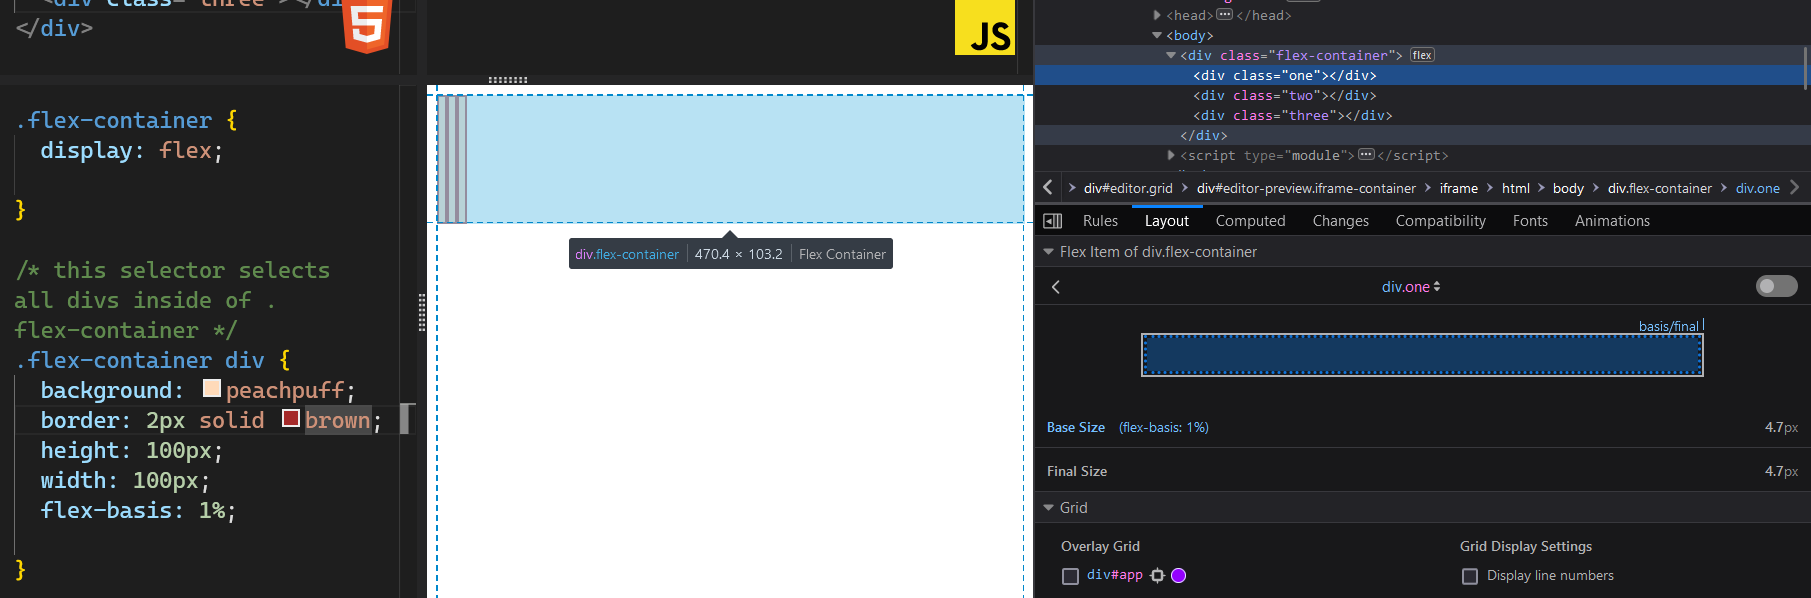 <div class="three"></di
</div>
5
JS
.flex-container {
display: flex;
}
/* this selector selects
all divs inside of .
flex-container */
.flex-container div {
background: peachpuff;
border: 2px solid brown;
height: 100px;
width: 100px;
flex-basis: 1%;
}
div.flex-container 470.4 × 103.2 Flex Container
<head> ••• </head>
<body>
<div class="flex-container"> flex
<div class="one"></div>
<div class="two"></div>
<div class="three"></div>
</div>
<script type="module"> ••• </script>
div#editor.grid div#editor-preview.iframe-container iframe html body div.flex-container div.one
Rules Layout Computed Changes Compatibility Fonts Animations
Flex Item of div.flex-container
div.one
basis/final
Base Size (flex-basis: 1%) 4.7px
Final Size 4.7px
Grid
Overlay Grid
div#app
Grid Display Settings
Display line numbers